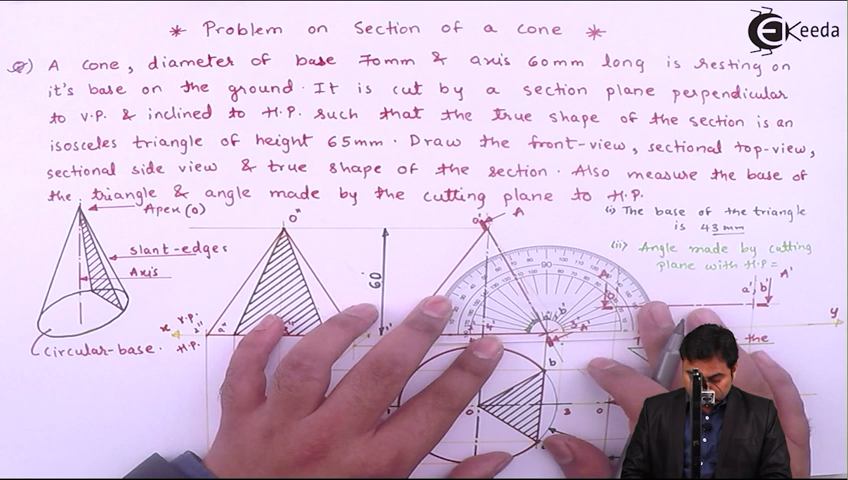 * Problem on Section of a cone *
EKeeda
Q) A cone, diameter of base 70mm & axis 60mm long is resting on
it's base on the ground. It is cut by a section plane perpendicular
to V.P. & inclined to H.P. such that the true shape of the section is an
isosceles triangle of height 65mm. Draw the front-view, sectional top-view,
sectional side view & true shape of the section. Also measure the base of
the triangle & angle made by the cutting plane to H.P.
Apex (O)
slant-edges
Axis
circular-base.
x
V.P.
H.P.
o"
60
o'
A
(i) The base of the triangle
is 43mm
(ii) Angle made by cutting
plane with H.P =
a' b'
A'
y
the
90
b
o
3